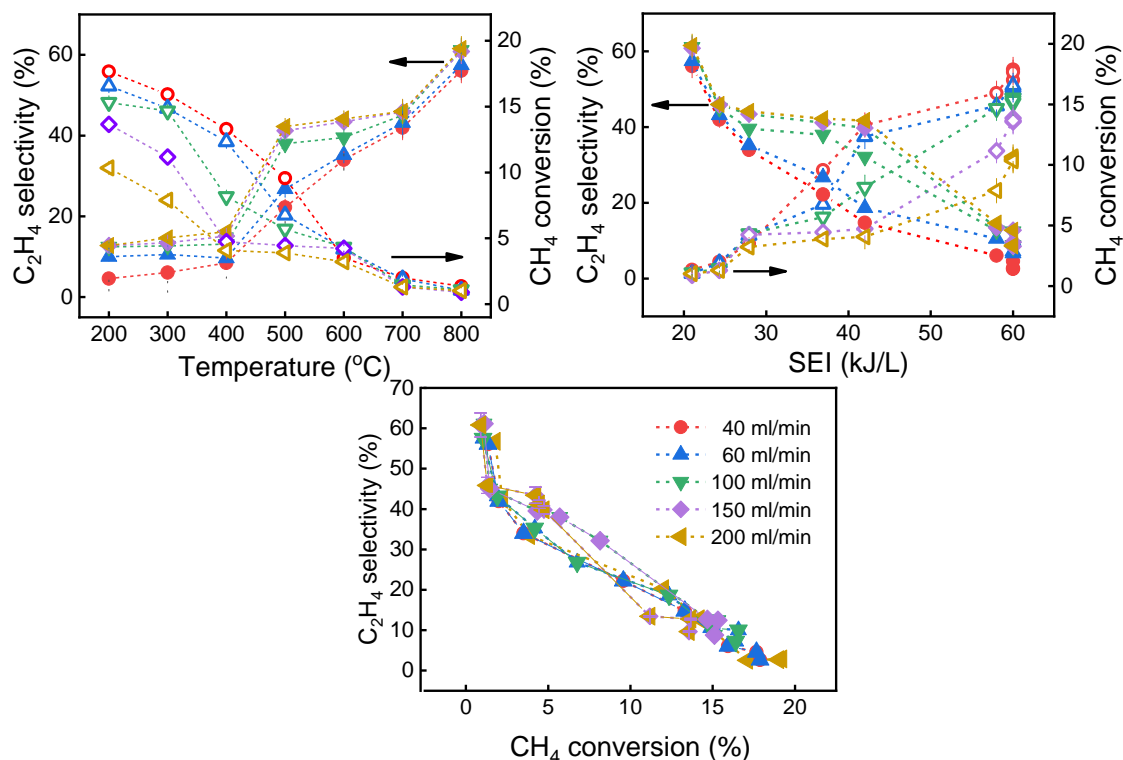 C2H4 selectivity (%)
60
40
20
0
200 300 400 500 600 700 800
Temperature (oC)
20
15
10
5
0
CH4 conversion (%)
C2H4 selectivity (%)
60
40
20
0
20 30 40 50 60
SEI (kJ/L)
20
15
10
5
0
CH4 conversion (%)
C2H4 selectivity (%)
70
60
50
40
30
20
10
0
0 5 10 15 20
CH4 conversion (%)
40 ml/min
60 ml/min
100 ml/min
150 ml/min
200 ml/min